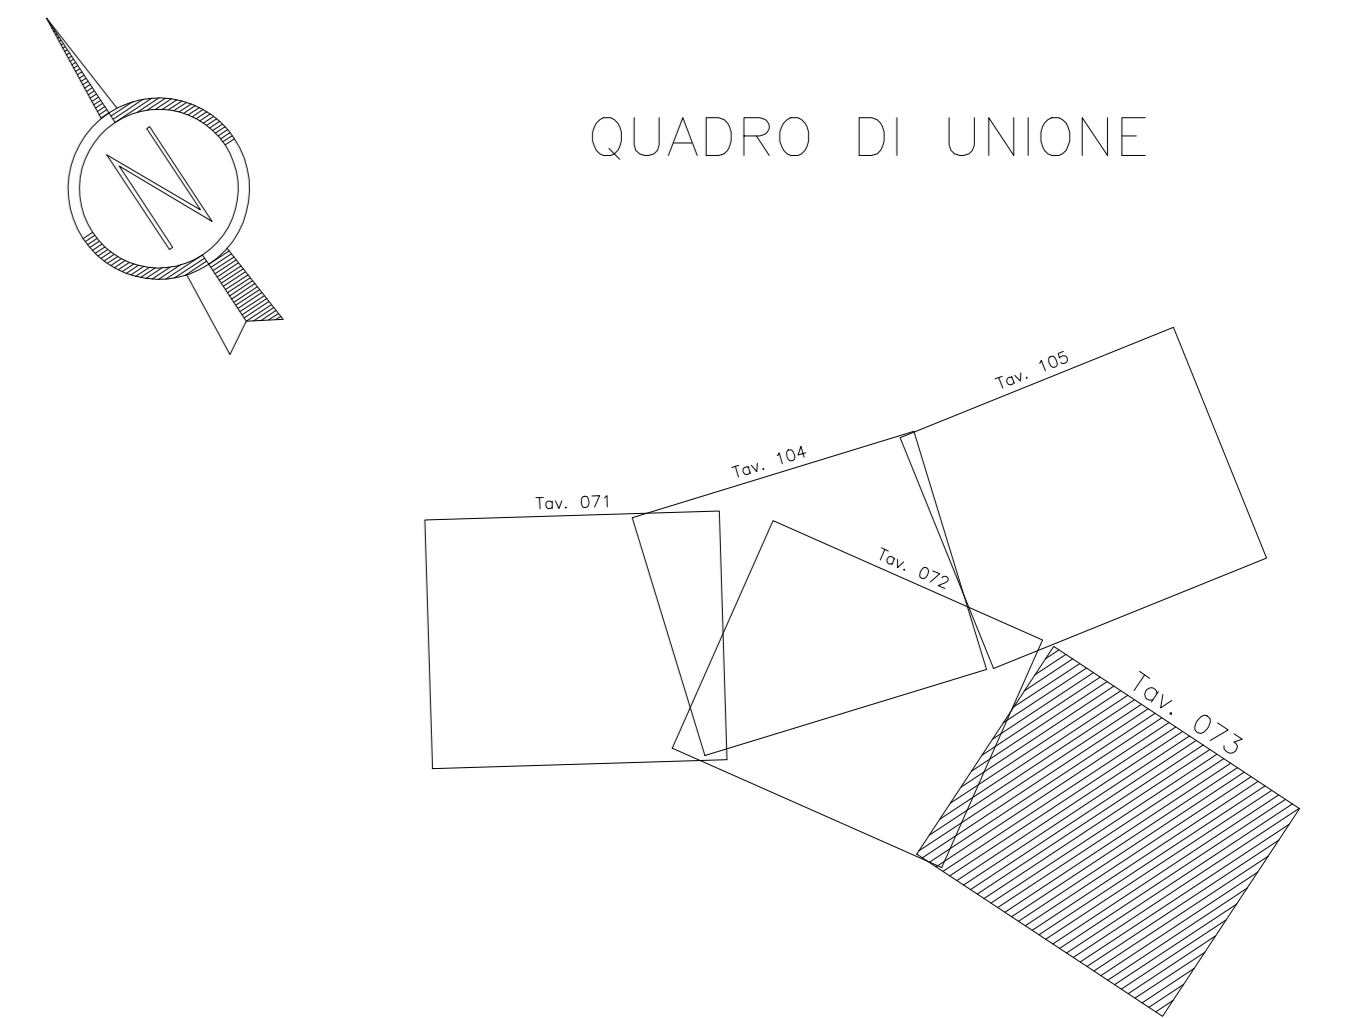 N
QUADRO DI UNIONE
Tav. 105
Tav. 104
Tav. 071
Tav. 072
Tav. 073